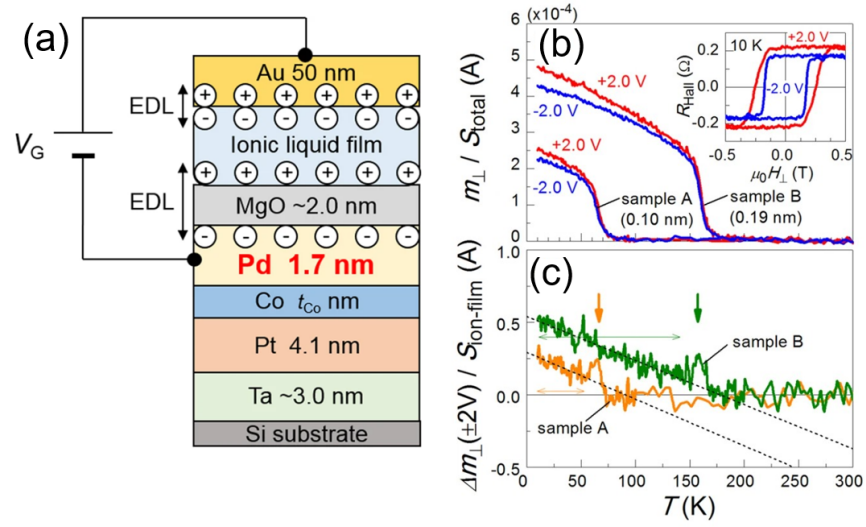 (a)
Au 50 nm
EDL
+ + + + + +
− − − − − −
Ionic liquid film
V_G
+ + + + + +
EDL
MgO ~2.0 nm
− − − − − −
Pd 1.7 nm
Co t_Co nm
Pt 4.1 nm
Ta ~3.0 nm
Si substrate
(×10⁻⁴)
(b)
m⊥ / S_total (A)
6
5
4
3
2
1
0
+2.0 V
-2.0 V
+2.0 V
-2.0 V
sample A
(0.10 nm)
sample B
(0.19 nm)
10 K
+2.0 V
-2.0 V
R_Hall (Ω)
0.2
0.0
-0.2
-0.5 0.0 0.5
μ₀H⊥ (T)
(c)
Δm⊥(±2V) / S_ion-film (A)
1.0
0.5
0.0
-0.5
sample B
sample A
0 50 100 150 200 250 300
T (K)